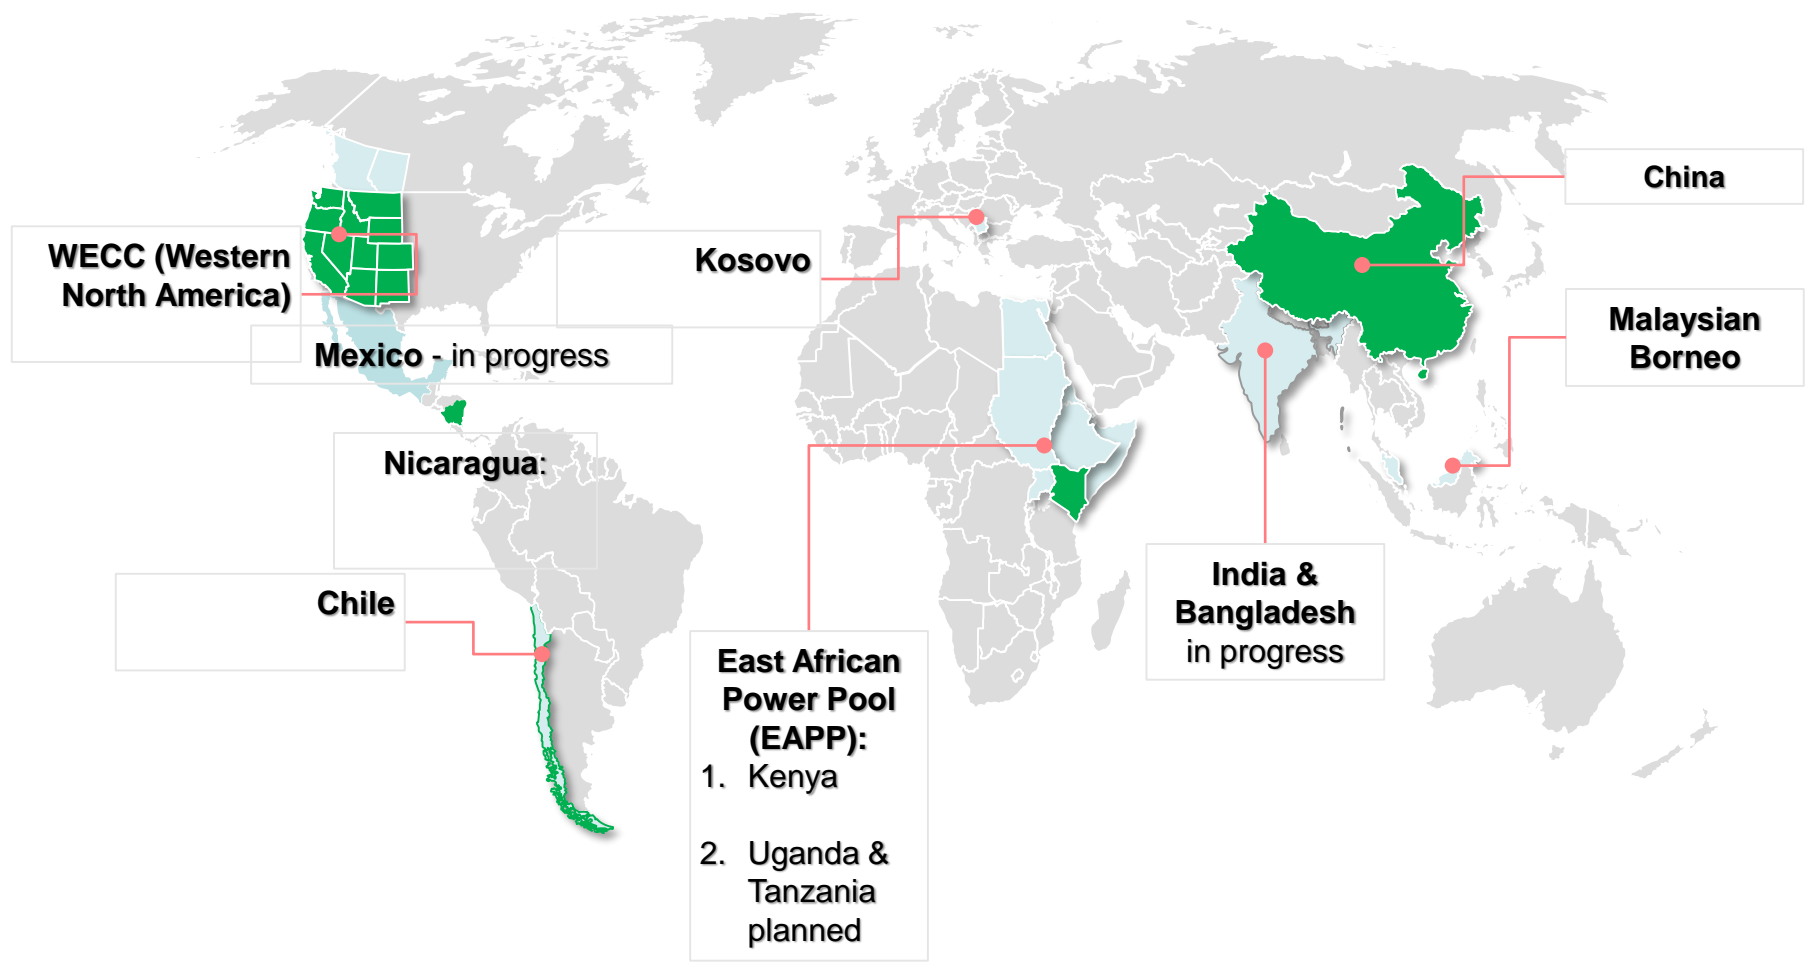 WECC (Western
North America)
Mexico - in progress
Nicaragua:
Chile
Kosovo
East African
Power Pool
(EAPP):
1. Kenya
2. Uganda &
Tanzania
planned
India &
Bangladesh
in progress
China
Malaysian
Borneo